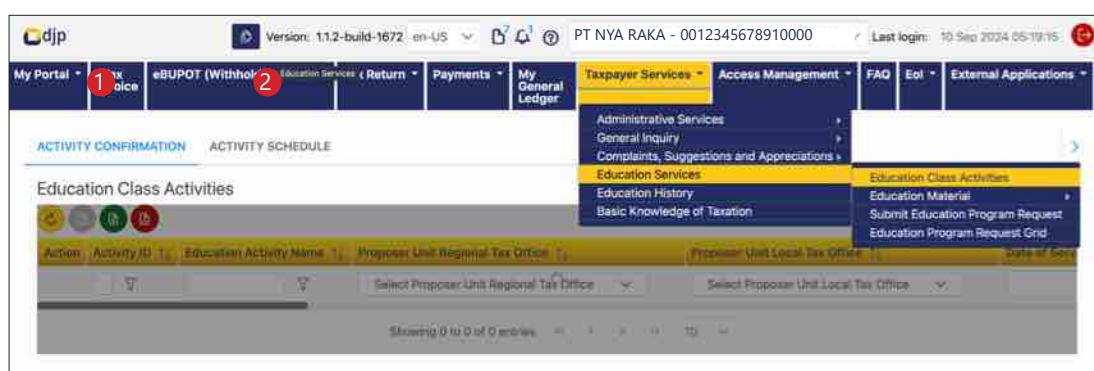 djp Version: 1.1.2-build-1672 en-US 7 1 PT NYA RAKA - 0012345678910000 Last login: 10 Sep 2024 05:19:15
My Portal 1 eBUPOT 2 Education Services Return Payments My General Ledger Taxpayer Services Access Management FAQ EoI External Applications
Administrative Services
General Inquiry
ACTIVITY CONFIRMATION ACTIVITY SCHEDULE
Complaints, Suggestions and Appreciations
Education Services Education Class Activities
Education History Education Material
Basic Knowledge of Taxation Submit Education Program Request
Education Program Request Grid
Education Class Activities
Action Activity ID Education Activity Name Proposer Unit Regional Tax Office Proposer Unit Local Tax Office
Select Proposer Unit Regional Tax Office Select Proposer Unit Local Tax Office
Showing 0 to 0 of 0 entries 10